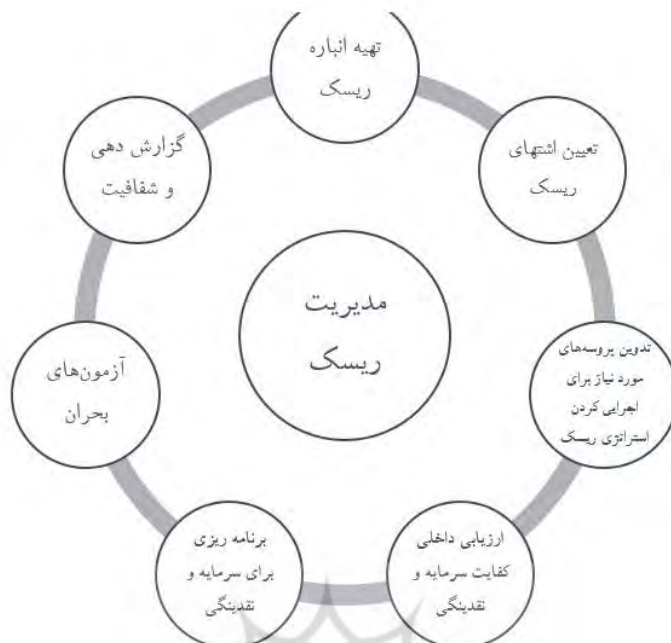 تهیه انباره
ریسک
تعیین اشتهای
ریسک
تدوین پروسه‌های
مورد نیاز برای
اجرایی کردن
استراتژی ریسک
ارزیابی داخلی
کفایت سرمایه و
نقدینگی
برنامه ریزی
برای سرمایه و
نقدینگی
آزمون‌های
بحران
گزارش دهی
و شفافیت
مدیریت
ریسک